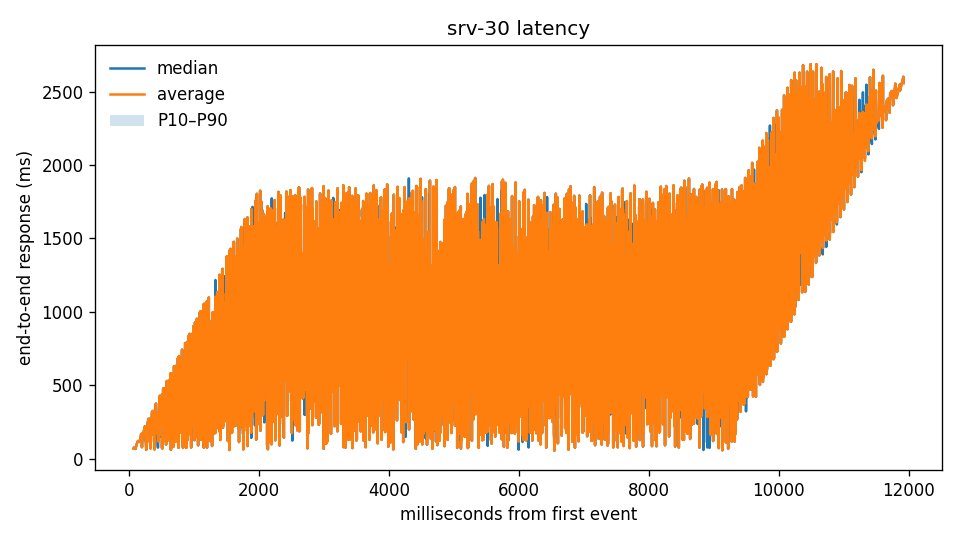 srv-30 latency
median
average
P10–P90
end-to-end response (ms)
2500
2000
1500
1000
500
0
0 2000 4000 6000 8000 10000 12000
milliseconds from first event